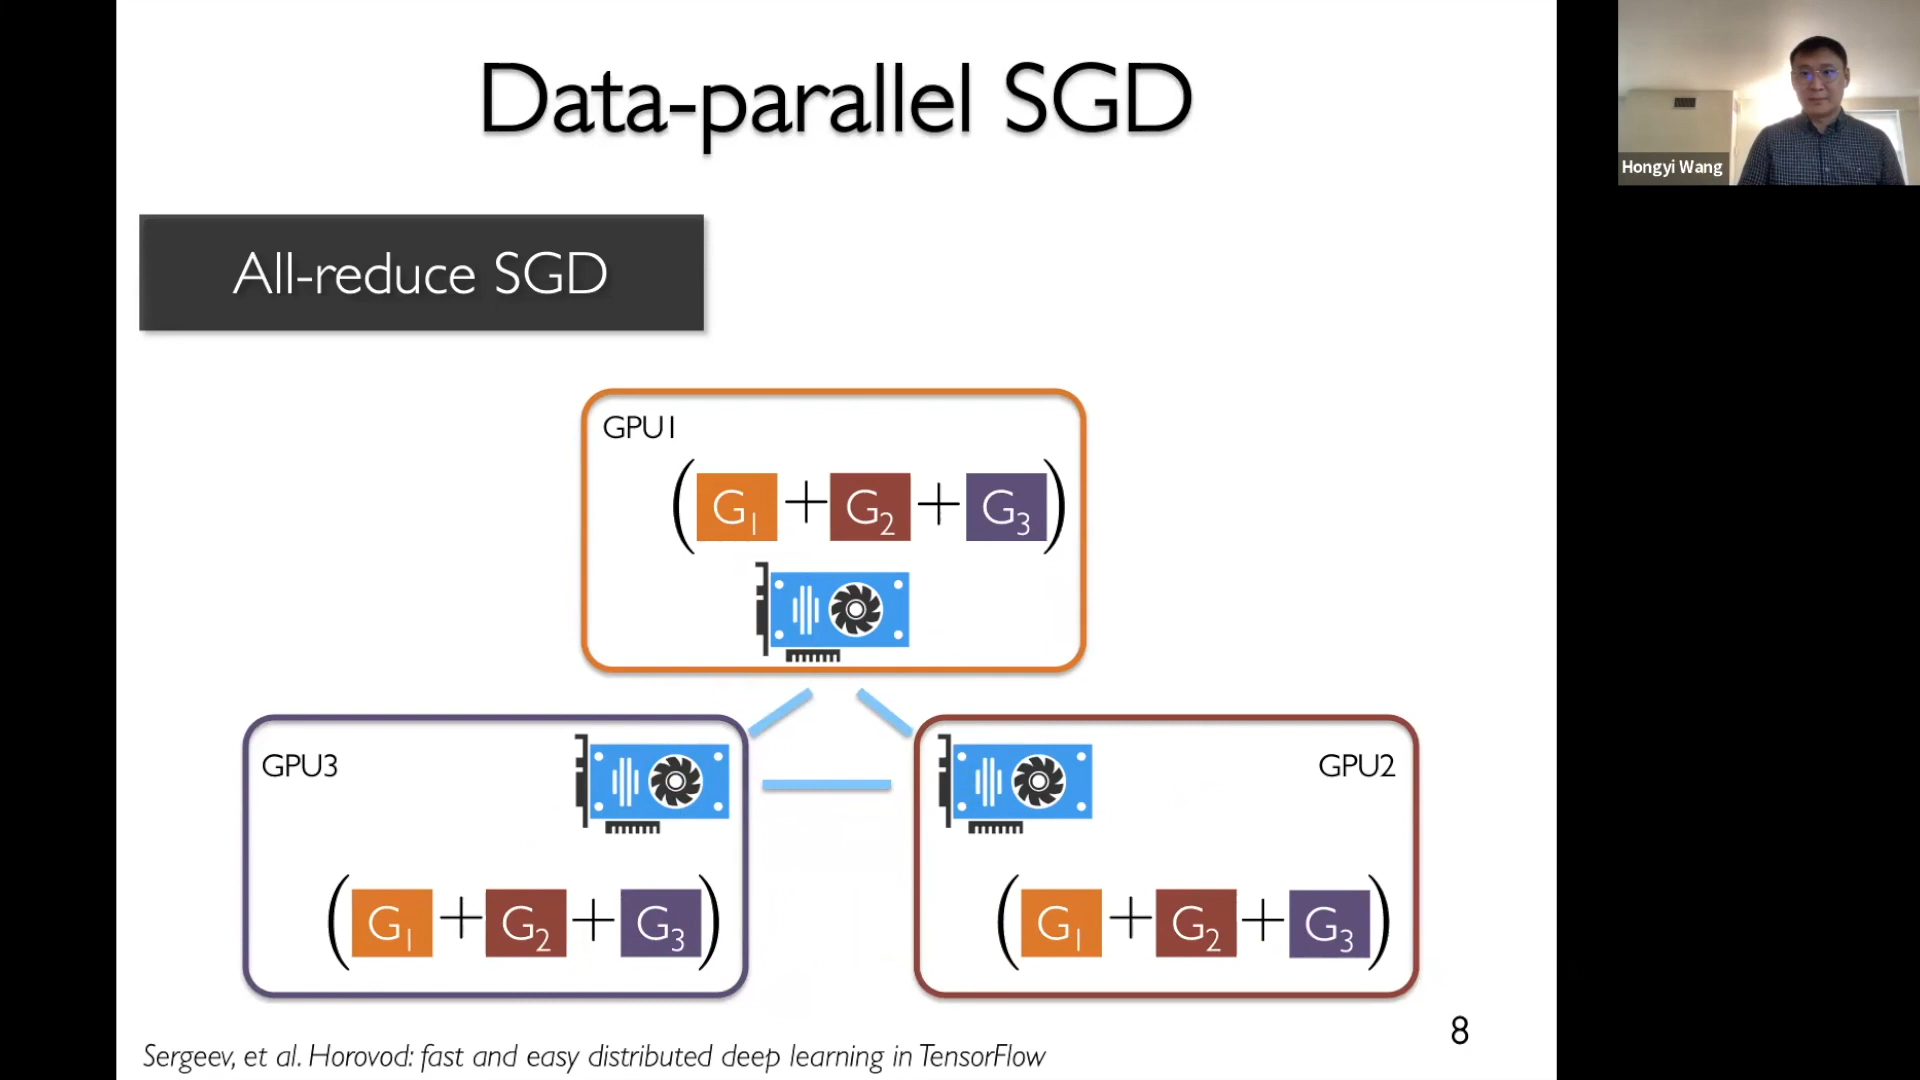 Data-parallel SGD
Hongyi Wang
All-reduce SGD
GPU1
(G1 + G2 + G3)
GPU3
GPU2
(G1 + G2 + G3)
(G1 + G2 + G3)
8
Sergeev, et al. Horovod: fast and easy distributed deep learning in TensorFlow